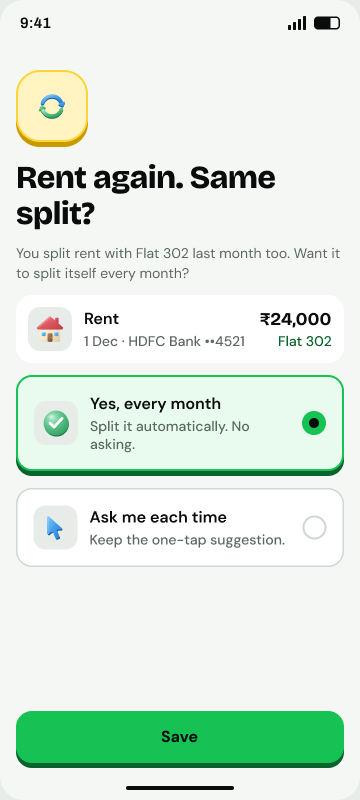 9:41
Rent again. Same
split?
You split rent with Flat 302 last month too. Want it
to split itself every month?
Rent
₹24,000
1 Dec · HDFC Bank ••4521
Flat 302
Yes, every month
Split it automatically. No
asking.
Ask me each time
Keep the one-tap suggestion.
Save